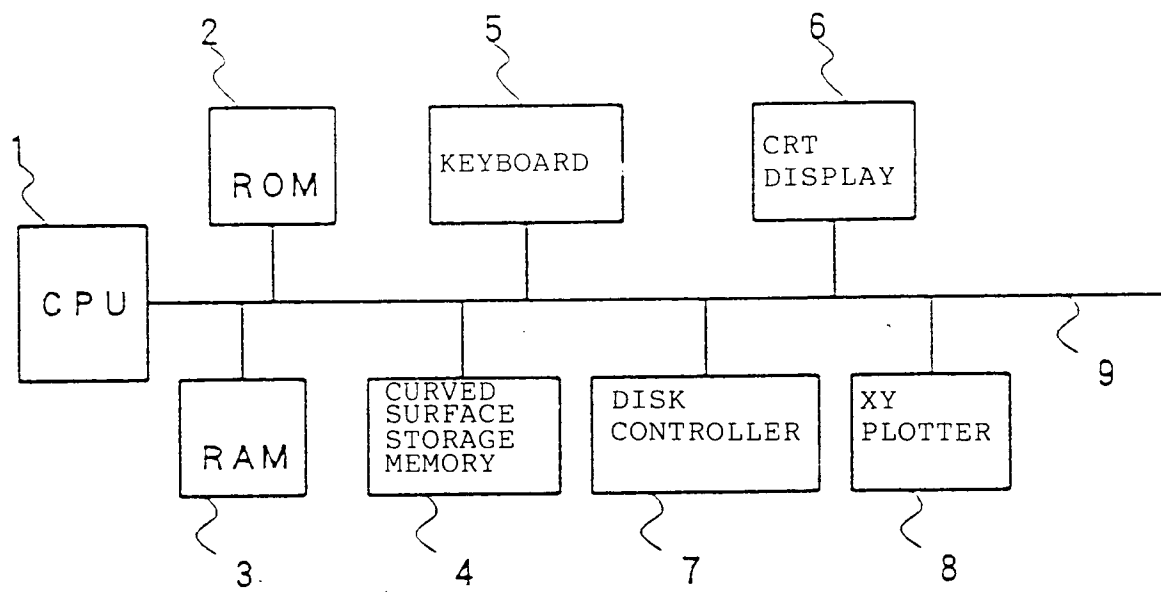 2
5
6
1
ROM
KEYBOARD
CRT
DISPLAY
CPU
9
RAM
CURVED
SURFACE
STORAGE
MEMORY
DISK
CONTROLLER
XY
PLOTTER
3
4
7
8